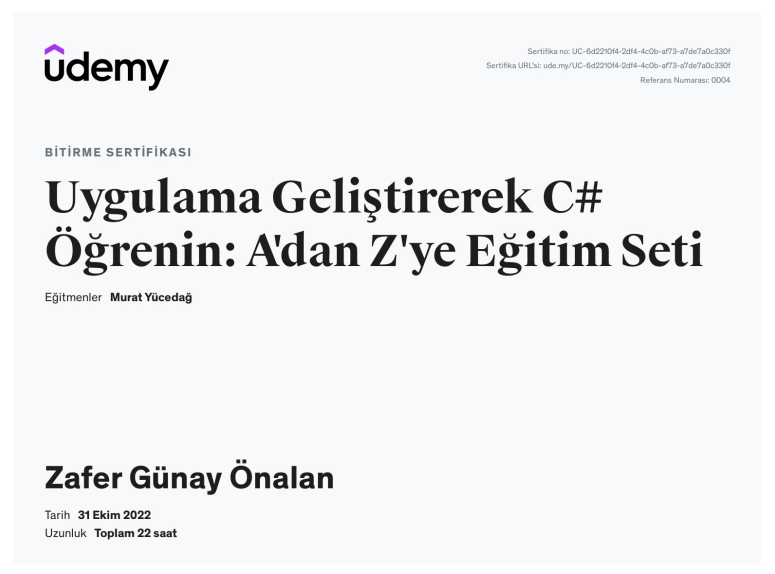 udemy
Sertifika no: UC-6d2210f4-2df4-4c0b-af73-a7de7a0c330f
Sertifika URL'si: ude.my/UC-6d2210f4-2df4-4c0b-af73-a7de7a0c330f
Referans Numarası: 0004
BİTİRME SERTİFİKASI
Uygulama Geliştirerek C#
Öğrenin: A'dan Z'ye Eğitim Seti
Eğitmenler Murat Yücedağ
Zafer Günay Önalan
Tarih 31 Ekim 2022
Uzunluk Toplam 22 saat